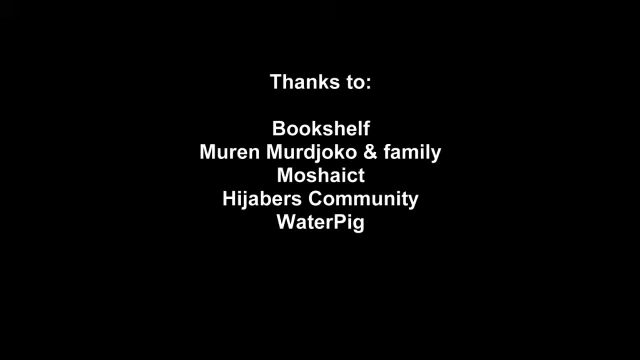 Thanks to:
Bookshelf
Muren Murdjoko & family
Moshaict
Hijabers Community
WaterPig